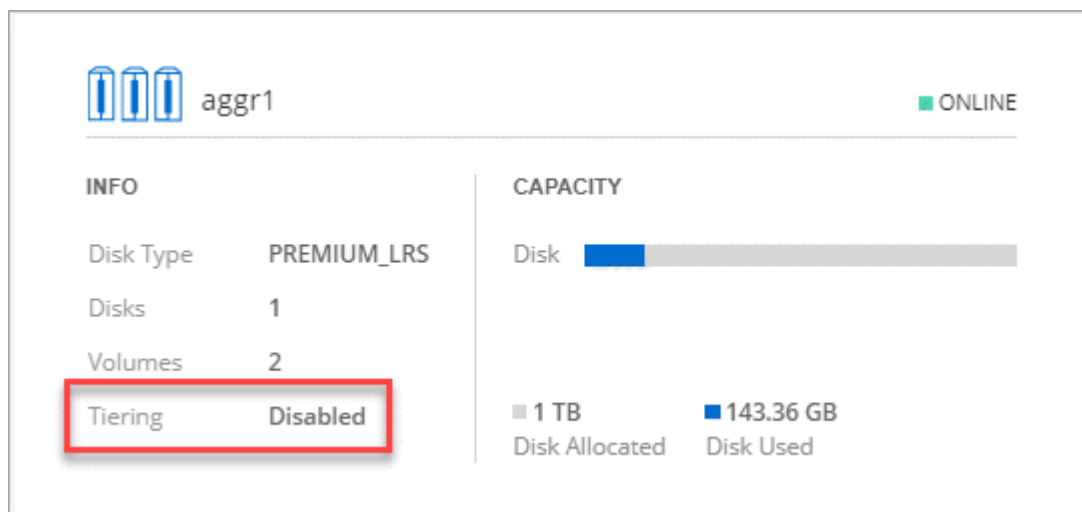 aggr1
ONLINE
INFO
Disk Type PREMIUM_LRS
Disks 1
Volumes 2
Tiering Disabled
CAPACITY
Disk
1 TB
Disk Allocated
143.36 GB
Disk Used